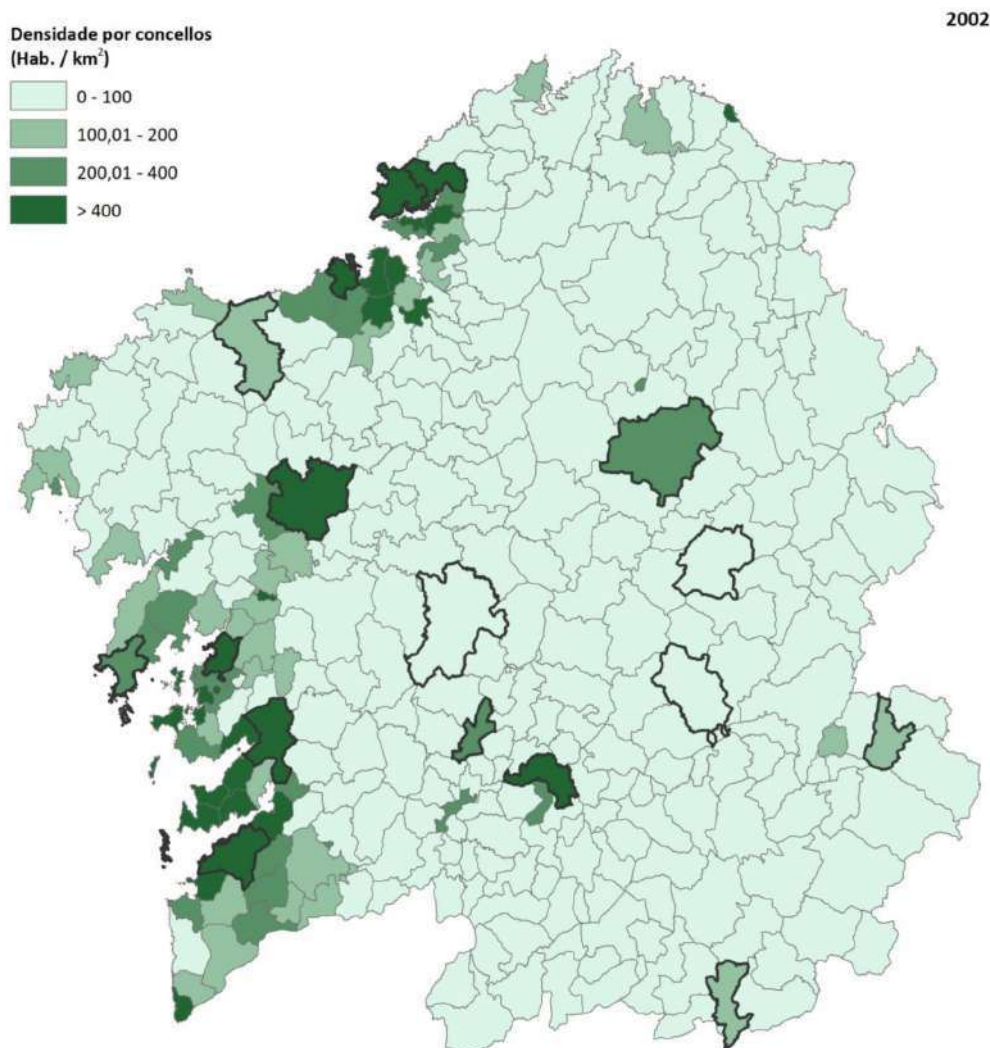 2002
Densidade por concellos
(Hab. / km²)
0 - 100
100,01 - 200
200,01 - 400
> 400